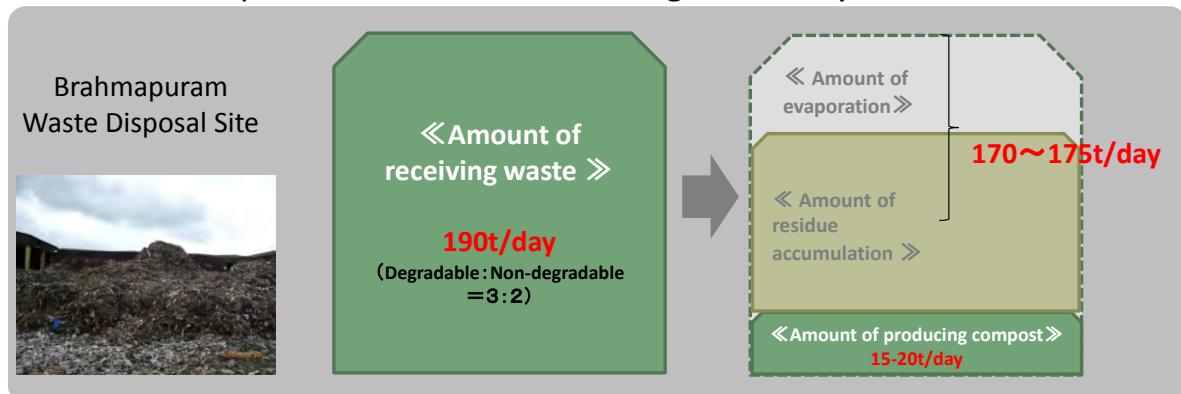 Brahmapuram
Waste Disposal Site
≪Amount of
receiving waste ≫
190t/day
（Degradable：Non-degradable
＝３：２）
≪ Amount of
evaporation≫
170～175t/day
≪ Amount of
residue
accumulation ≫
≪Amount of producing compost≫
15-20t/day